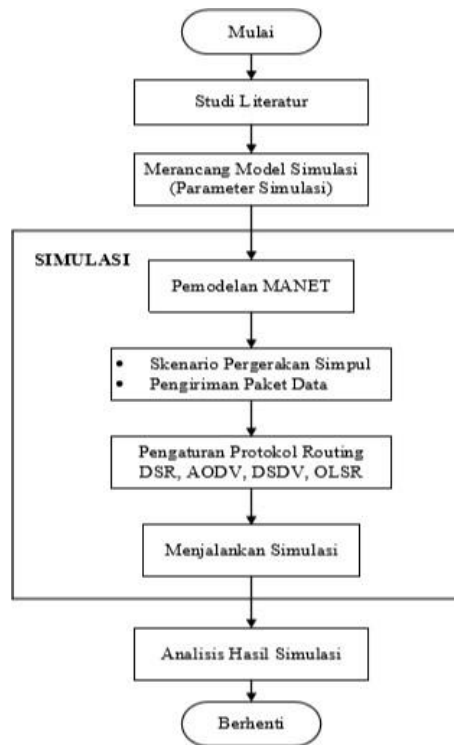 Mulai
Studi Literatur
Merancang Model Simulasi
(Parameter Simulasi)
SIMULASI
Pemodelan MANET
• Skenario Pergerakan Simpul
• Pengiriman Paket Data
Pengaturan Protokol Routing
DSR, AODV, DSDV, OLSR
Menjalankan Simulasi
Analisis Hasil Simulasi
Berhenti